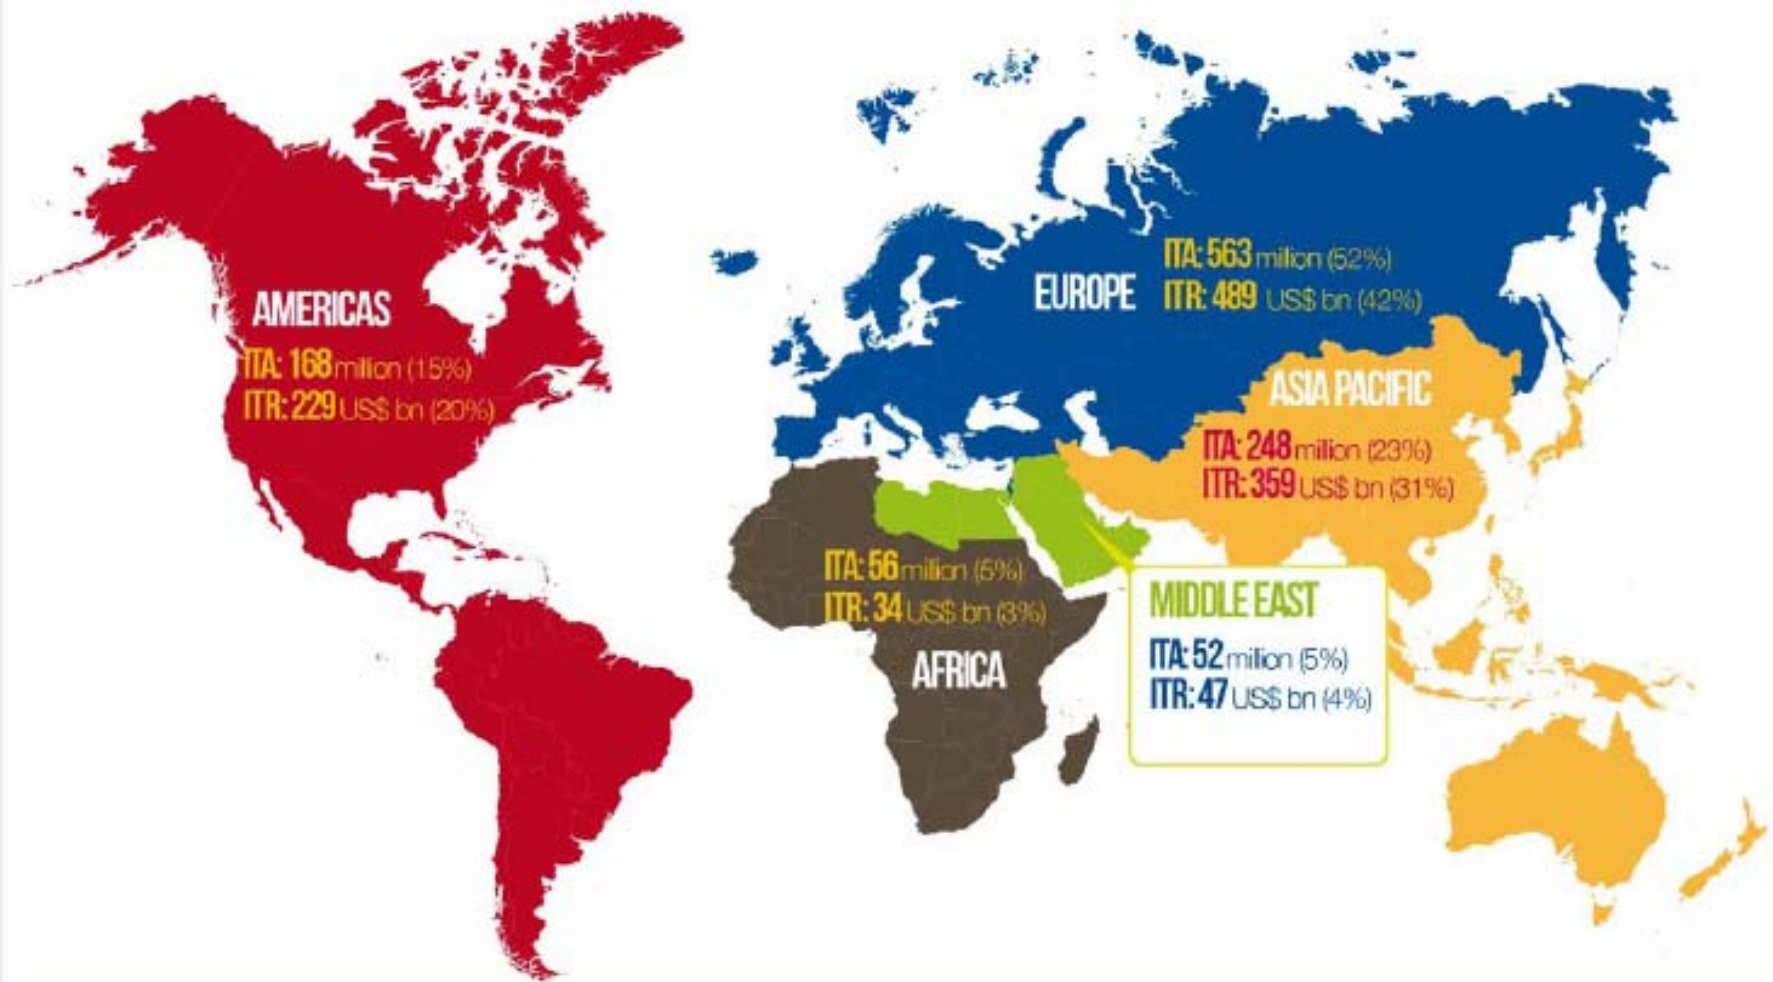 AMERICAS
ITA: 168 million (15%)
ITR: 229 US$ bn (20%)
EUROPE
ITA: 563 million (52%)
ITR: 489 US$ bn (42%)
ASIA PACIFIC
ITA: 248 million (23%)
ITR: 359 US$ bn (31%)
ITA: 56 million (5%)
ITR: 34 US$ bn (3%)
AFRICA
MIDDLE EAST
ITA: 52 million (5%)
ITR: 47 US$ bn (4%)